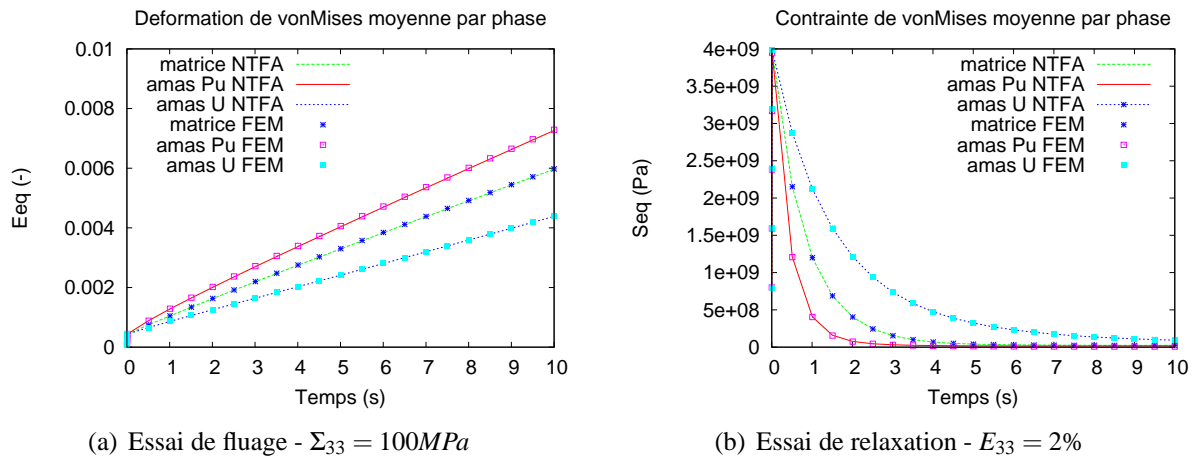 Deformation de vonMises moyenne par phase
0.01
0.008
0.006
0.004
0.002
0
Eeq (-)
matrice NTFA
amas Pu NTFA
amas U NTFA
matrice FEM
amas Pu FEM
amas U FEM
0 1 2 3 4 5 6 7 8 9 10
Temps (s)
(a) Essai de fluage - Σ33 = 100MPa
Contrainte de vonMises moyenne par phase
4e+09
3.5e+09
3e+09
2.5e+09
2e+09
1.5e+09
1e+09
5e+08
0
Seq (Pa)
matrice NTFA
amas Pu NTFA
amas U NTFA
matrice FEM
amas Pu FEM
amas U FEM
0 1 2 3 4 5 6 7 8 9 10
Temps (s)
(b) Essai de relaxation - E33 = 2%